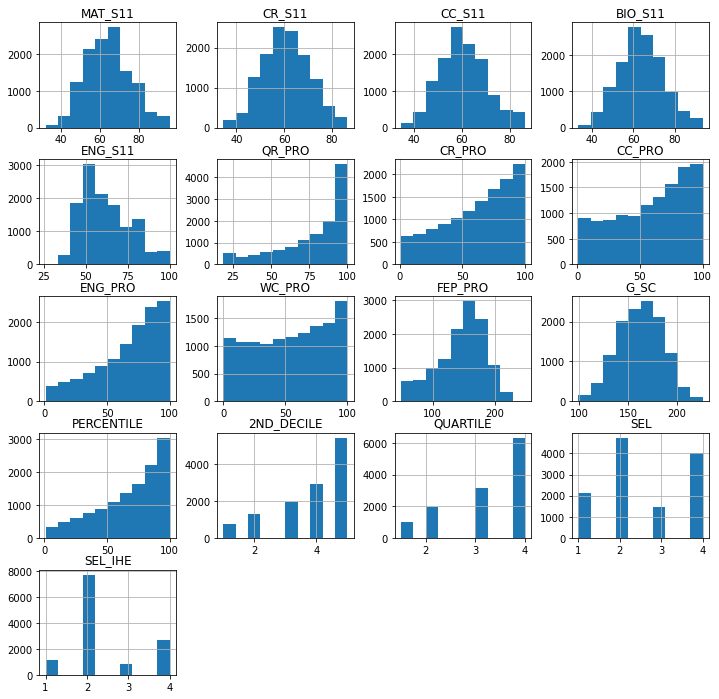 MAT_S11 CR_S11 CC_S11 BIO_S11
2000 2000 2000 2000
1000 1000 1000 1000
0 0 0 0
40 60 80 40 60 80 40 60 80 40 60 80
ENG_S11 QR_PRO CR_PRO CC_PRO
3000 4000 2000 2000
2000 3000 1500 1500
1000 2000 1000 1000
0 1000 500 500
0 0 0
25 50 75 100 25 50 75 100 0 50 100 0 50 100
ENG_PRO WC_PRO FEP_PRO G_SC
2000 1500 3000 2500
1000 1000 2000 2000
0 500 1000 1500
0 0 1000
500
0
0 50 100 0 50 100 100 200 100 150 200
PERCENTILE 2ND_DECILE QUARTILE SEL
3000 4000 6000 4000
2000 2000 4000 3000
1000 0 2000 2000
0 0 1000
0
0 50 100 2 4 2 3 4 1 2 3 4
SEL_IHE
8000
6000
4000
2000
0
1 2 3 4